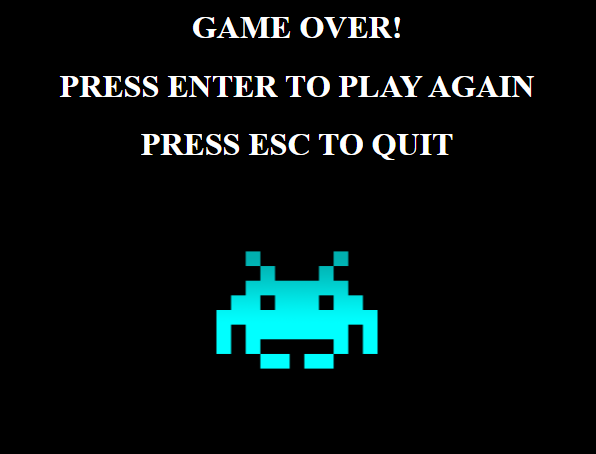 GAME OVER!
PRESS ENTER TO PLAY AGAIN
PRESS ESC TO QUIT